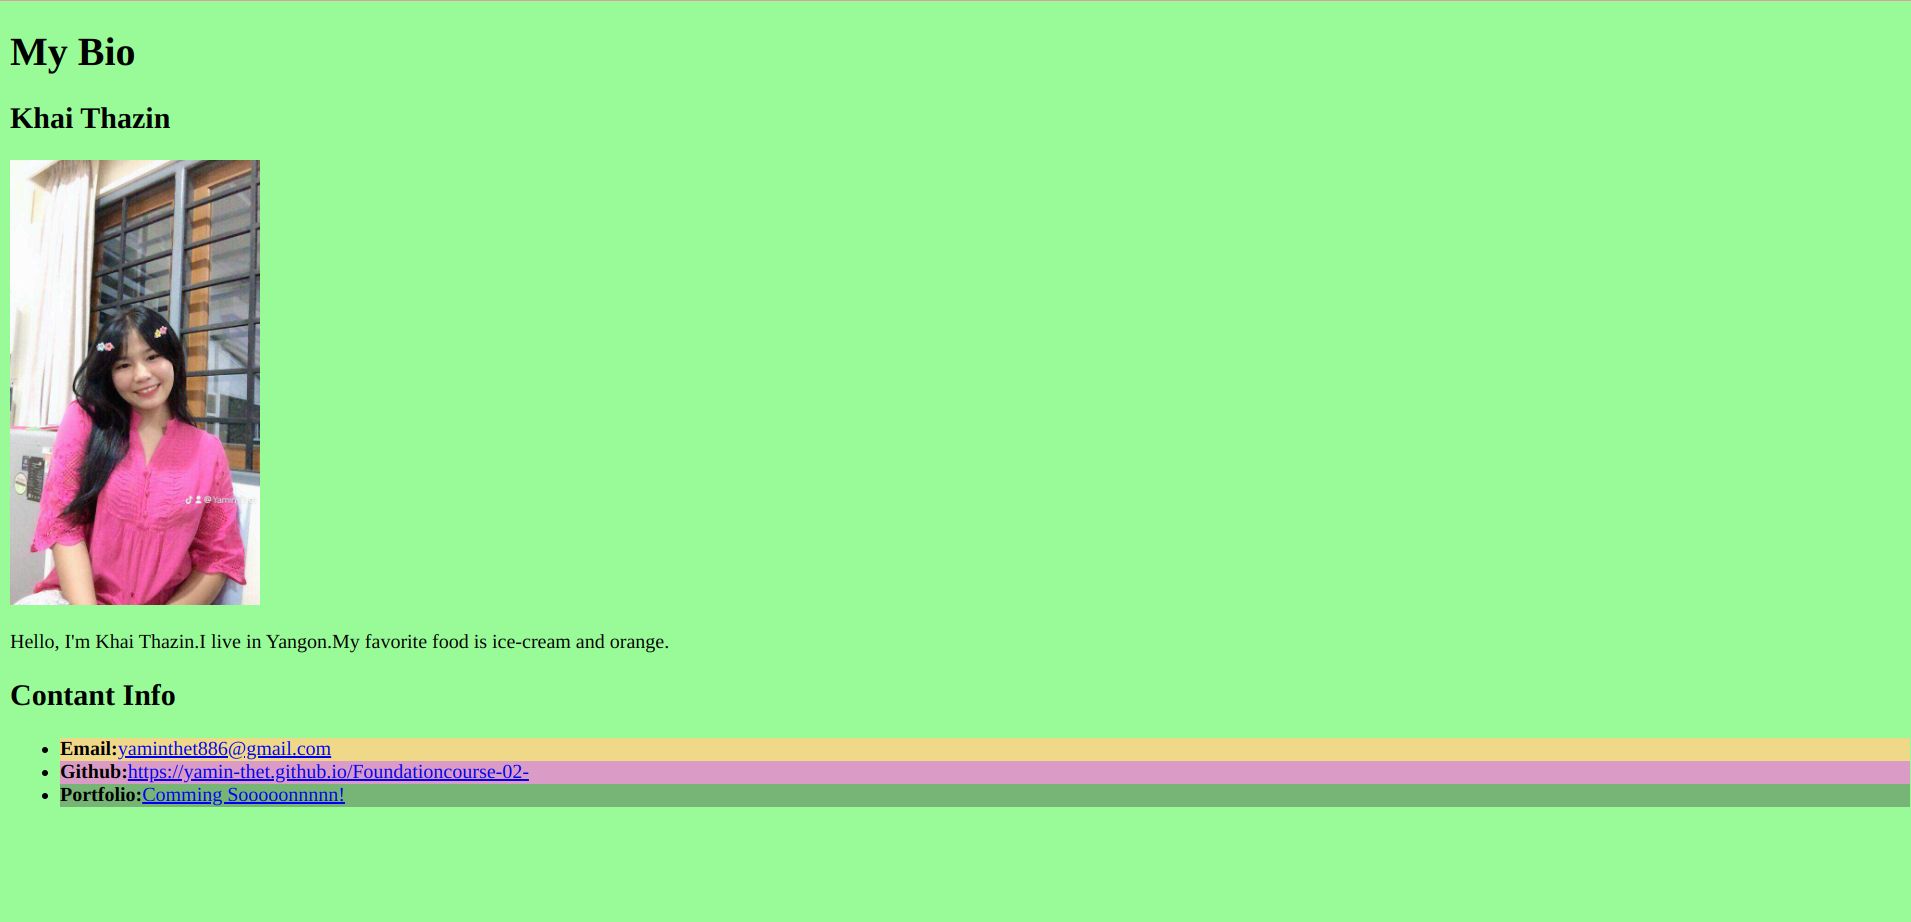 My Bio
Khai Thazin
@Yamin
Hello, I'm Khai Thazin.I live in Yangon.My favorite food is ice-cream and orange.
Contant Info
Email:yaminthet886@gmail.com
Github:https://yamin-thet.github.io/Foundationcourse-02-
Portfolio:Comming Sooooonnnnn!